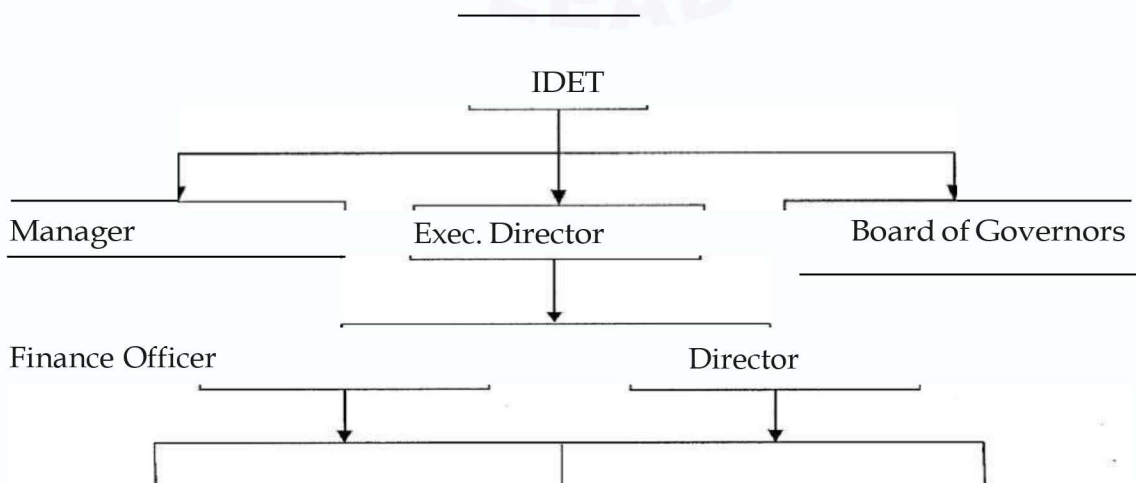 IDET
Manager Exec. Director Board of Governors
Finance Officer Director